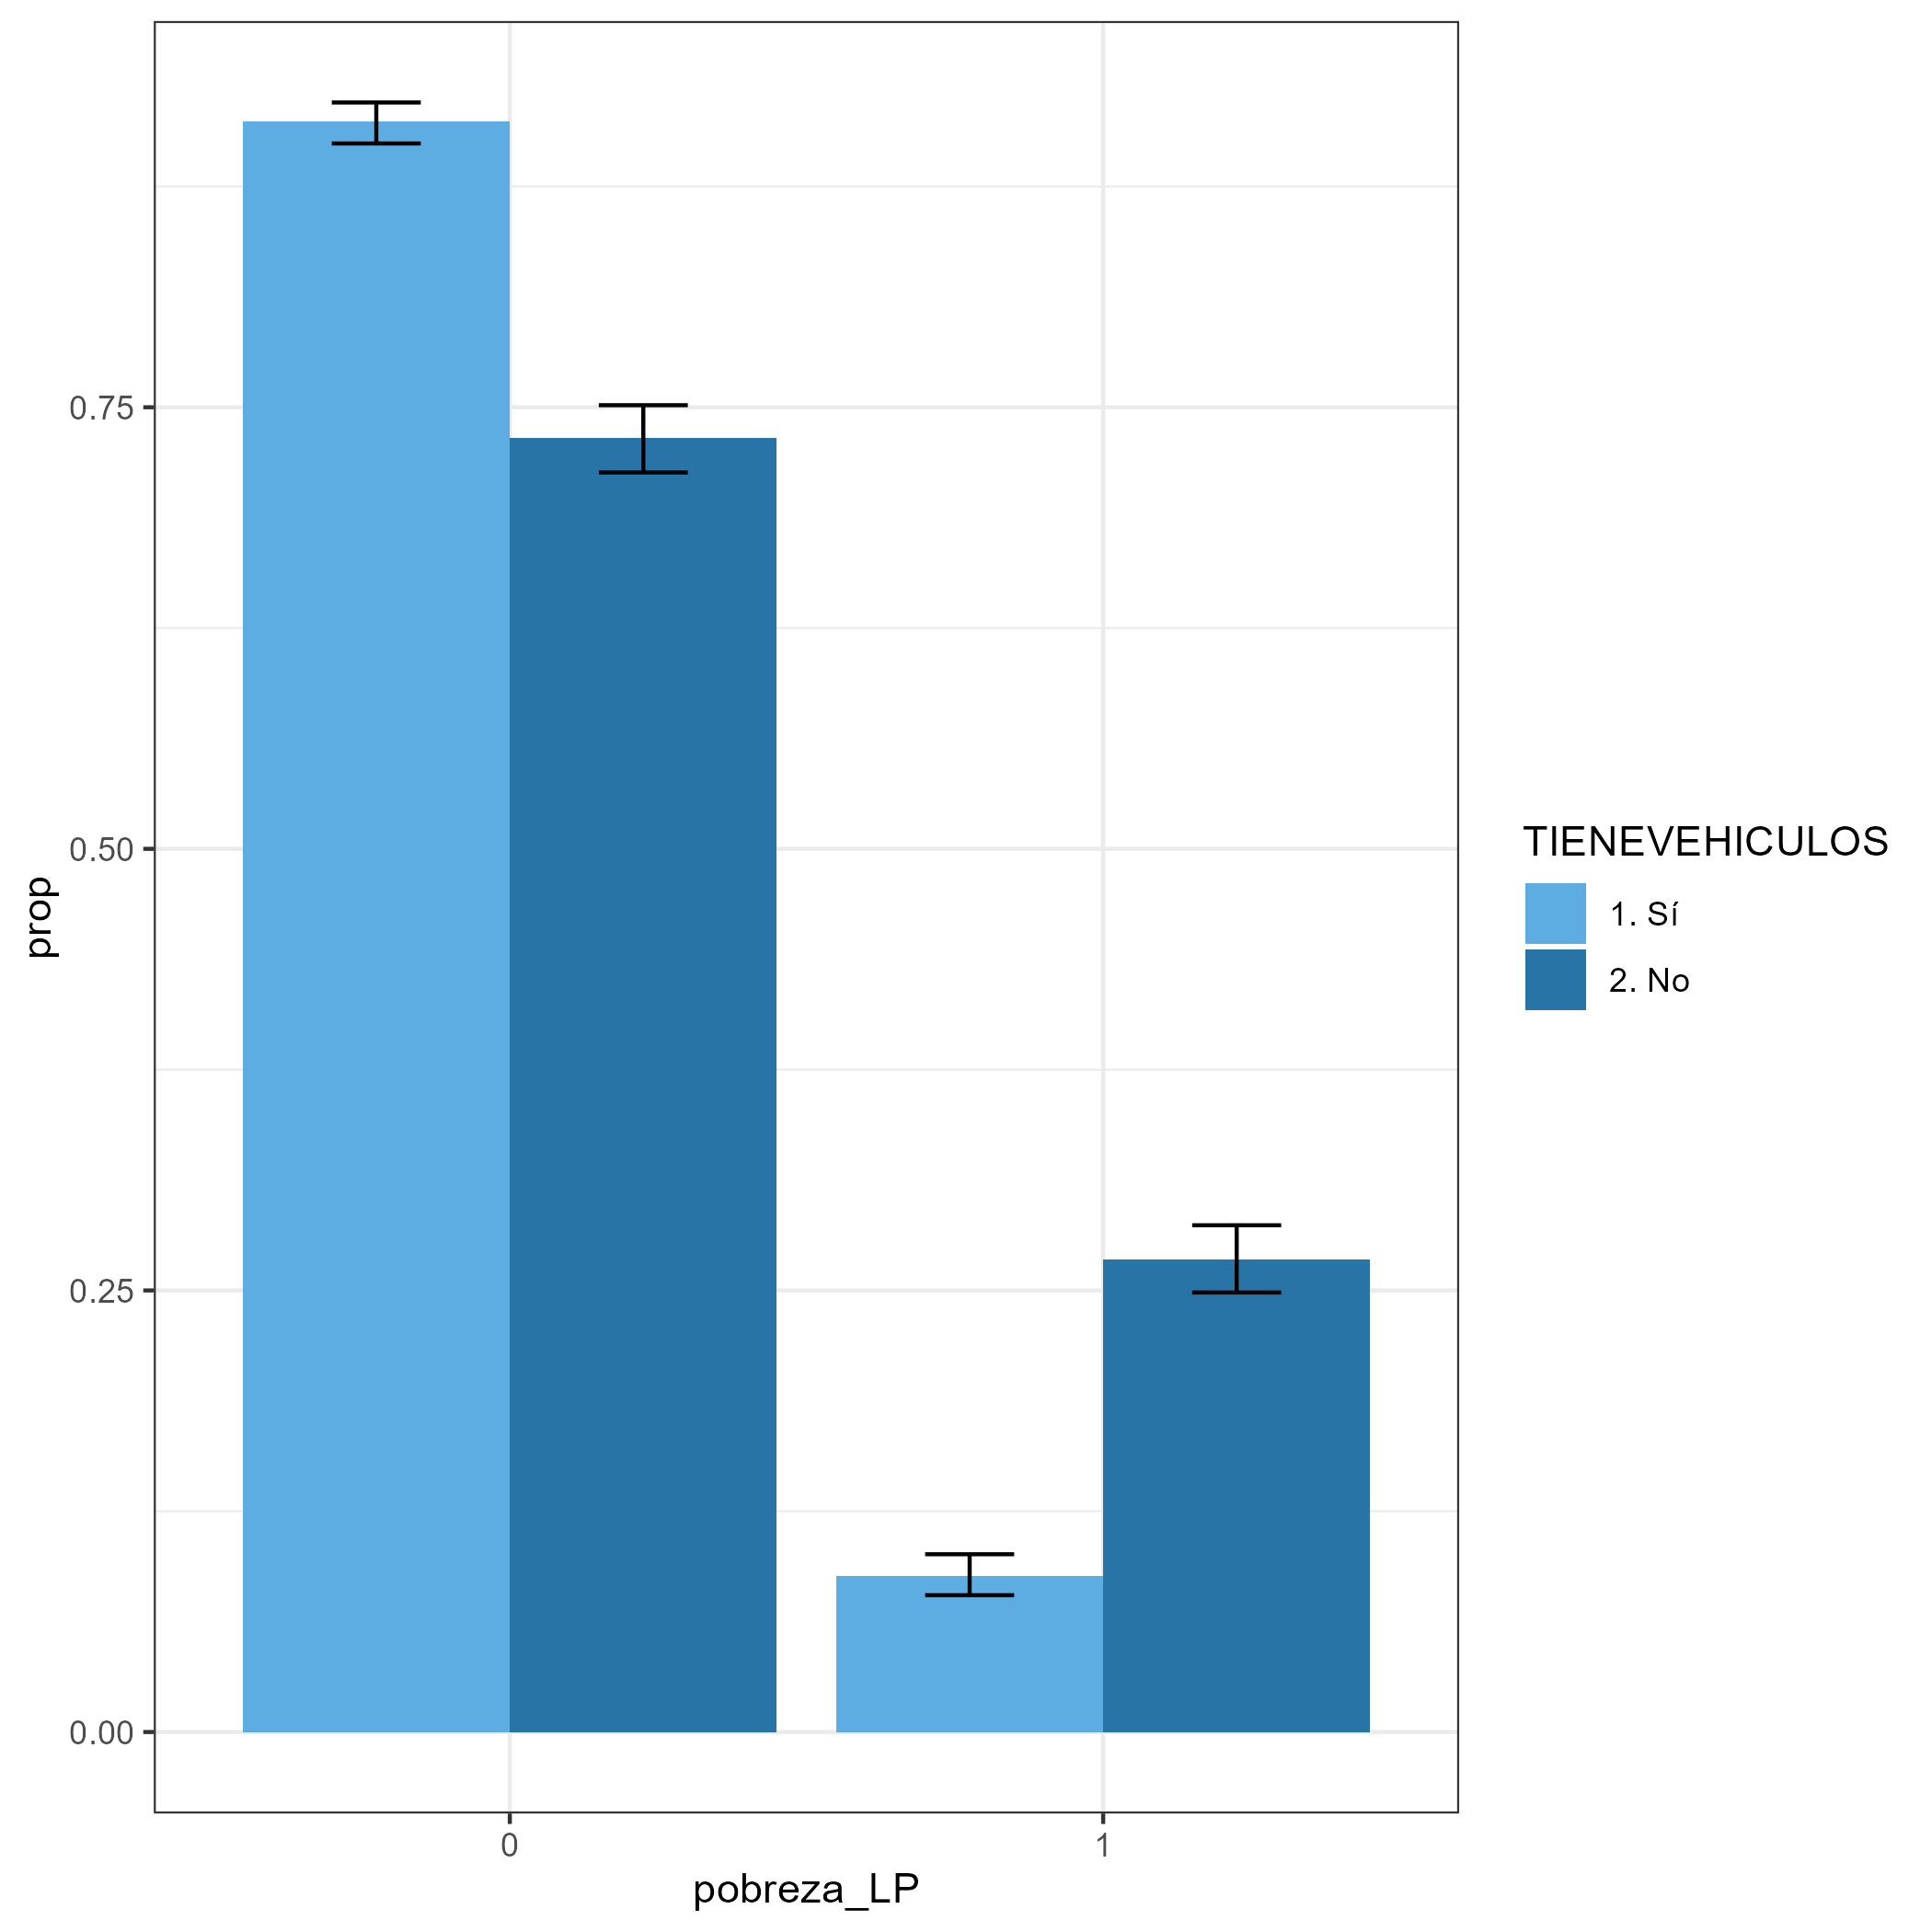 0.75
0.50
0.25
0.00
prop
0
1
pobreza_LP
TIENEVEHICULOS
1. Sí
2. No